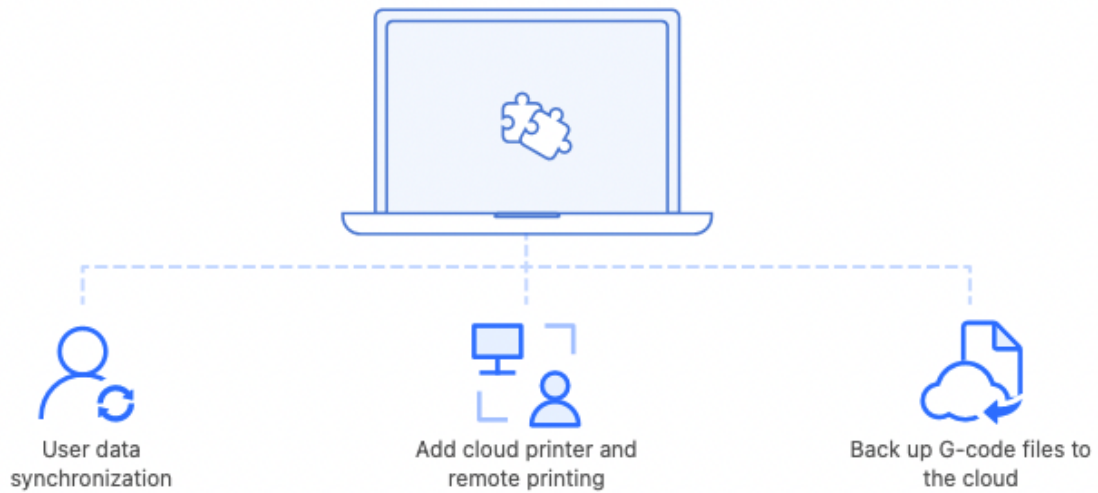 User data
synchronization
Add cloud printer and
remote printing
Back up G-code files to
the cloud